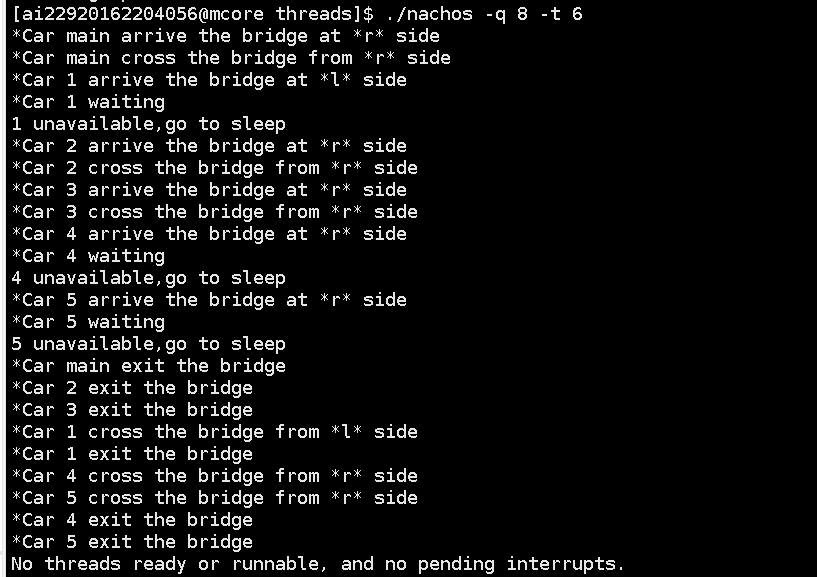 [ai22920162204056@mcore threads]$ ./nachos -q 8 -t 6
*Car main arrive the bridge at *r* side
*Car main cross the bridge from *r* side
*Car 1 arrive the bridge at *l* side
*Car 1 waiting
1 unavailable,go to sleep
*Car 2 arrive the bridge at *r* side
*Car 2 cross the bridge from *r* side
*Car 3 arrive the bridge at *r* side
*Car 3 cross the bridge from *r* side
*Car 4 arrive the bridge at *r* side
*Car 4 waiting
4 unavailable,go to sleep
*Car 5 arrive the bridge at *r* side
*Car 5 waiting
5 unavailable,go to sleep
*Car main exit the bridge
*Car 2 exit the bridge
*Car 3 exit the bridge
*Car 1 cross the bridge from *l* side
*Car 1 exit the bridge
*Car 4 cross the bridge from *r* side
*Car 5 cross the bridge from *r* side
*Car 4 exit the bridge
*Car 5 exit the bridge
No threads ready or runnable, and no pending interrupts.